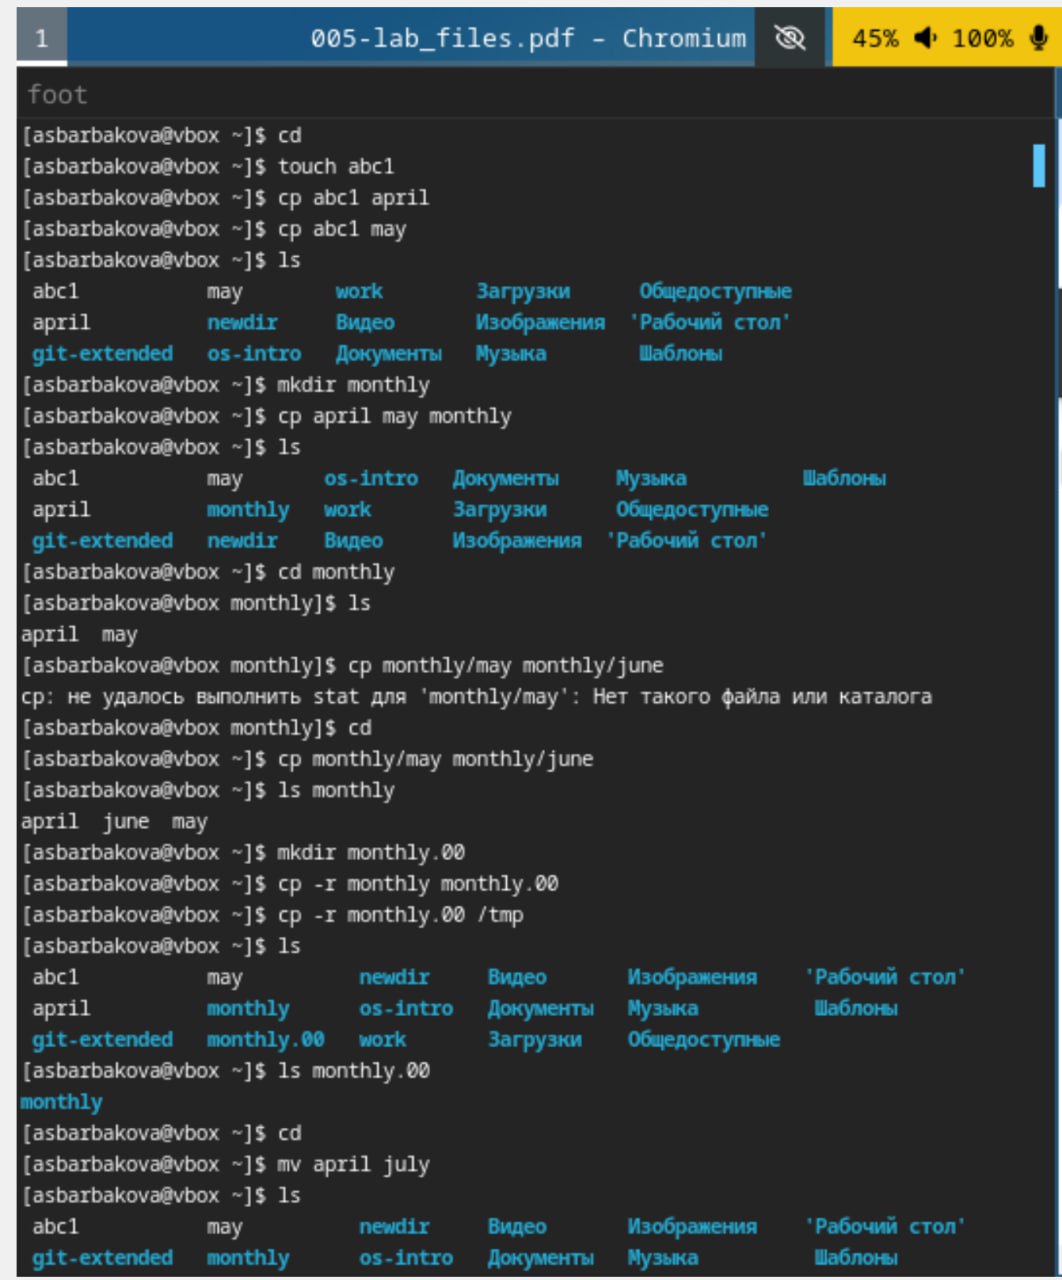 1 005-lab_files.pdf – Chromium 45% 100%
foot
[asbarbakova@vbox ~]$ cd
[asbarbakova@vbox ~]$ touch abc1
[asbarbakova@vbox ~]$ cp abc1 april
[asbarbakova@vbox ~]$ cp abc1 may
[asbarbakova@vbox ~]$ ls
abc1 may work Загрузки Общедоступные
april newdir Видео Изображения 'Рабочий стол'
git-extended os-intro Документы Музыка Шаблоны
[asbarbakova@vbox ~]$ mkdir monthly
[asbarbakova@vbox ~]$ cp april may monthly
[asbarbakova@vbox ~]$ ls
abc1 may os-intro Документы Музыка Шаблоны
april monthly work Загрузки Общедоступные
git-extended newdir Видео Изображения 'Рабочий стол'
[asbarbakova@vbox ~]$ cd monthly
[asbarbakova@vbox monthly]$ ls
april may
[asbarbakova@vbox monthly]$ cp monthly/may monthly/june
cp: не удалось выполнить stat для 'monthly/may': Нет такого файла или каталога
[asbarbakova@vbox monthly]$ cd
[asbarbakova@vbox ~]$ cp monthly/may monthly/june
[asbarbakova@vbox ~]$ ls monthly
april june may
[asbarbakova@vbox ~]$ mkdir monthly.00
[asbarbakova@vbox ~]$ cp -r monthly monthly.00
[asbarbakova@vbox ~]$ cp -r monthly.00 /tmp
[asbarbakova@vbox ~]$ ls
abc1 may newdir Видео Изображения 'Рабочий стол'
april monthly os-intro Документы Музыка Шаблоны
git-extended monthly.00 work Загрузки Общедоступные
[asbarbakova@vbox ~]$ ls monthly.00
monthly
[asbarbakova@vbox ~]$ cd
[asbarbakova@vbox ~]$ mv april july
[asbarbakova@vbox ~]$ ls
abc1 may newdir Видео Изображения 'Рабочий стол'
git-extended monthly os-intro Документы Музыка Шаблоны